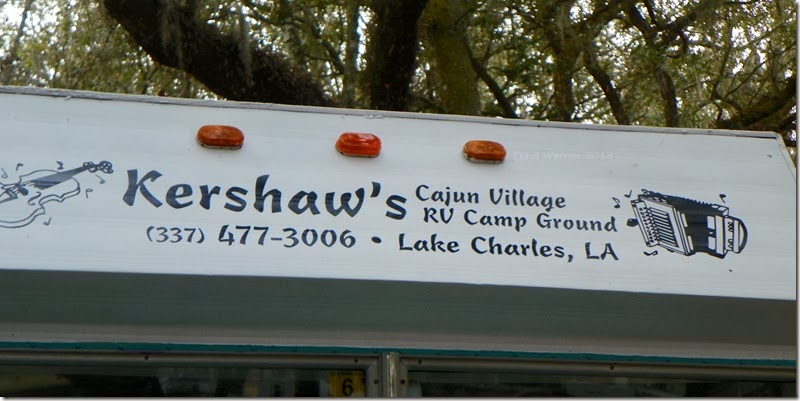 Kershaw's Cajun Village
RV Camp Ground
(337) 477-3006 • Lake Charles, LA
6